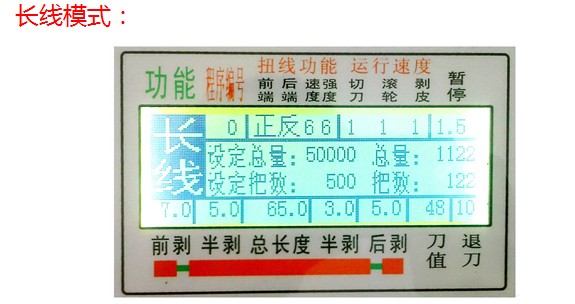 长线模式：
功能 程序编号 扭线功能 运行速度
前端 后端 速度 强度 切刀 滚轮 剥皮 暂停
长线 0 正反66 1 1 1 1.5
设定总量：50000 总量：1122
设定把数：500 把数：122
7.0 5.0 65.0 3.0 5.0 48 10
前剥 半剥 总长度 半剥 后剥 刀值 退刀